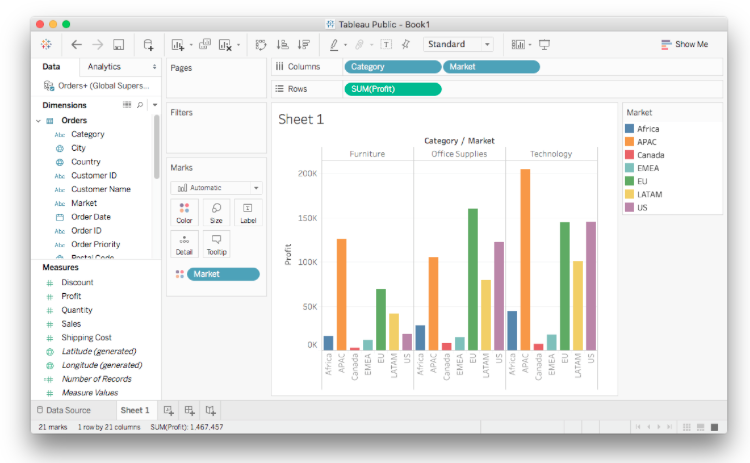 Tableau Public - Book1
Standard
Show Me
Data
Analytics
Pages
Columns
Category
Market
Orders+ (Global Supers...
Rows
SUM(Profit)
Dimensions
Filters
Sheet 1
Market
Orders
Africa
Abc Category
APAC
City
Canada
Country
EMEA
Abc Customer ID
EU
Abc Customer Name
LATAM
Abc Market
US
Order Date
Abc Order ID
Abc Order Priority
Postal Code
Marks
Automatic
Color
Size
Label
Detail
Tooltip
Market
Category / Market
Furniture
Office Supplies
Technology
Profit
200K
150K
100K
50K
0K
Africa
APAC
Canada
EMEA
EU
LATAM
US
Africa
APAC
Canada
EMEA
EU
LATAM
US
Africa
APAC
Canada
EMEA
EU
LATAM
US
Measures
Discount
Profit
Quantity
Sales
Shipping Cost
Latitude (generated)
Longitude (generated)
Number of Records
Measure Values
Data Source
Sheet 1
21 marks
1 row by 21 columns
SUM(Profit): 1,467,457